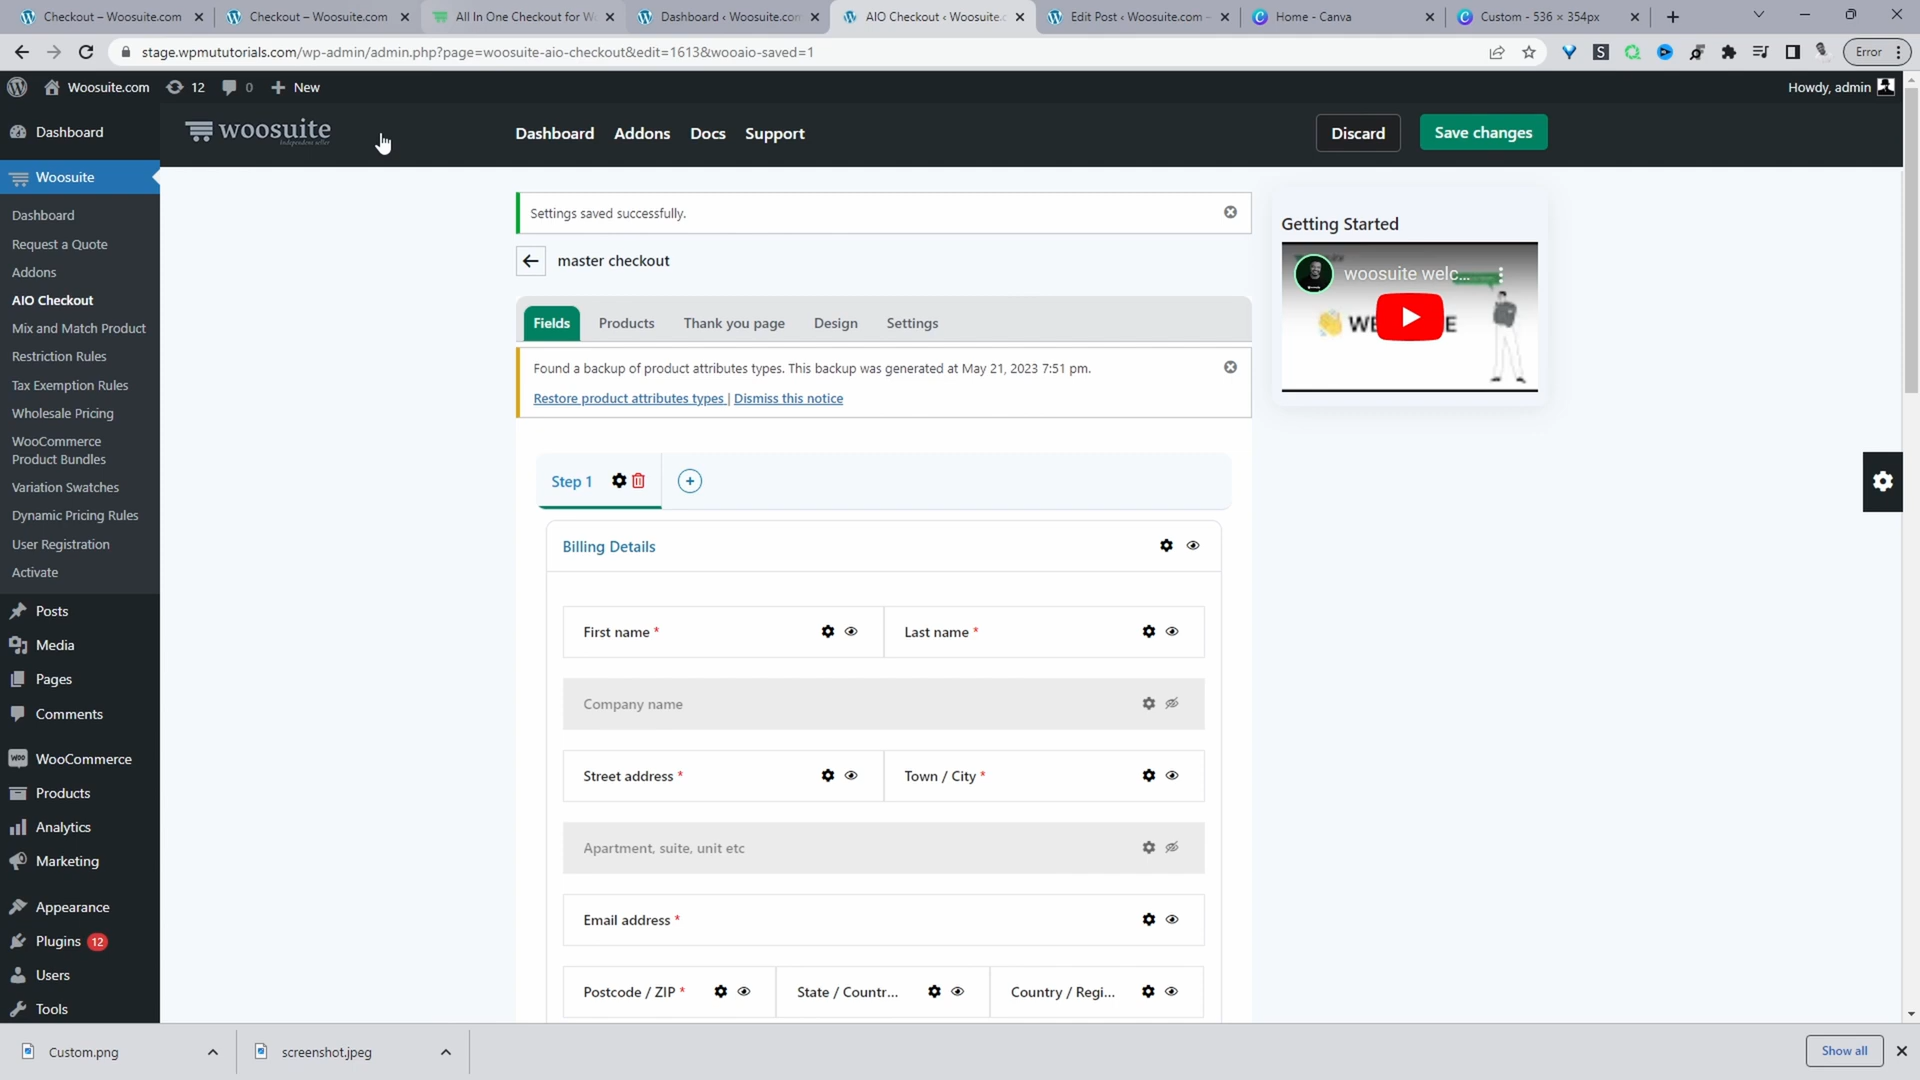 Checkout – Woosuite.com
Checkout – Woosuite.com
All In One Checkout for W
Dashboard ‹ Woosuite.com
AIO Checkout ‹ Woosuite.c
Edit Post ‹ Woosuite.com –
Home - Canva
Custom - 536 × 354px
stage.wpmututorials.com/wp-admin/admin.php?page=woosuite-aio-checkout&edit=1613&wooaio-saved=1
Error
Woosuite.com
12
0
New
Howdy, admin
woosuite
Independent seller
Dashboard
Addons
Docs
Support
Discard
Save changes
Dashboard
Woosuite
Dashboard
Request a Quote
Addons
AIO Checkout
Mix and Match Product
Restriction Rules
Tax Exemption Rules
Wholesale Pricing
WooCommerce
Product Bundles
Variation Swatches
Dynamic Pricing Rules
User Registration
Activate
Posts
Media
Pages
Comments
WooCommerce
Products
Analytics
Marketing
Appearance
Plugins 12
Users
Tools
Settings saved successfully.
master checkout
Fields
Products
Thank you page
Design
Settings
Found a backup of product attributes types. This backup was generated at May 21, 2023 7:51 pm.
Restore product attributes types | Dismiss this notice
Step 1
Billing Details
First name *
Last name *
Company name
Street address *
Town / City *
Apartment, suite, unit etc
Email address *
Postcode / ZIP *
State / Countr...
Country / Regi...
Getting Started
woosuite welc...
Custom.png
screenshot.jpeg
Show all